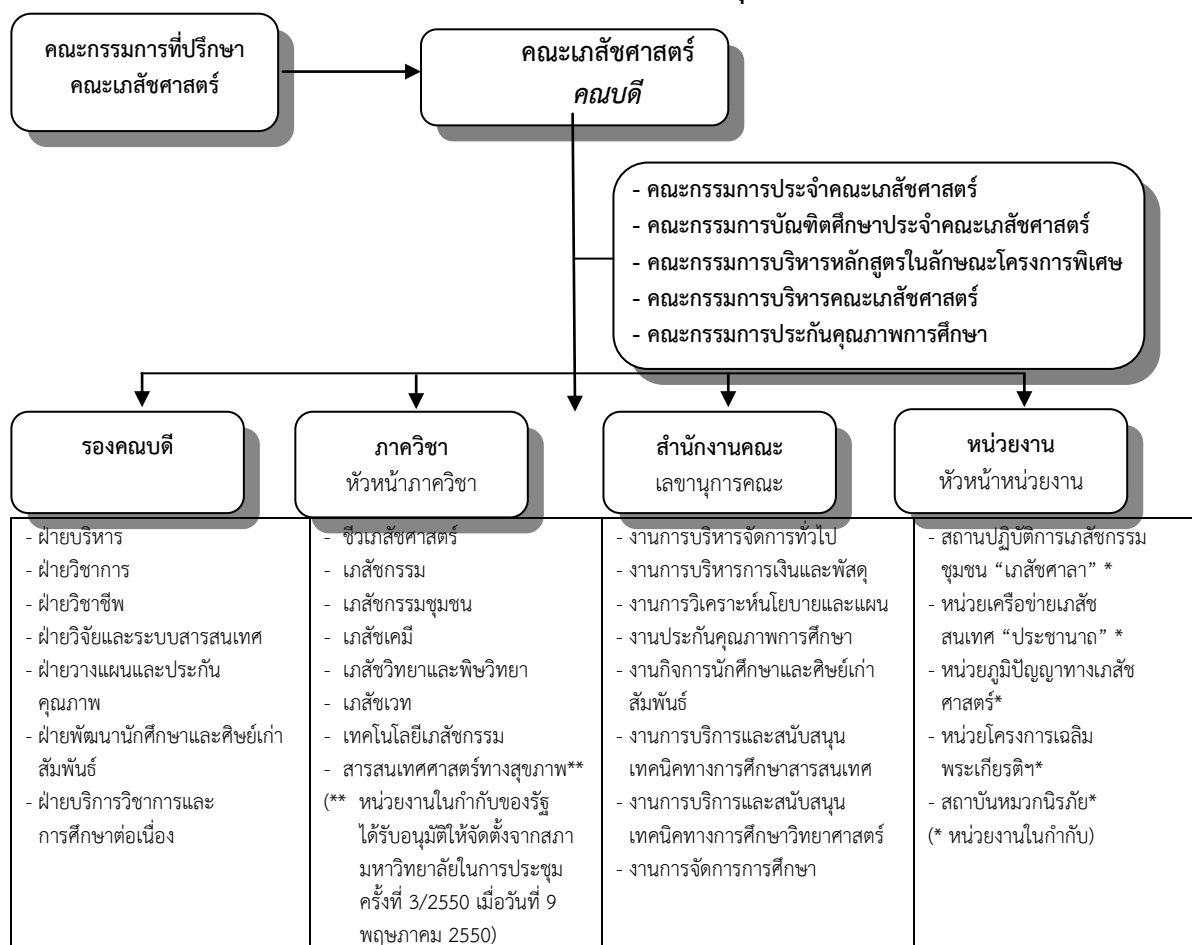 คณะกรรมการที่ปรึกษา
คณะเภสัชศาสตร์
คณะเภสัชศาสตร์
คณบดี
- คณะกรรมการประจำคณะเภสัชศาสตร์
- คณะกรรมการบัณฑิตศึกษาประจำคณะเภสัชศาสตร์
- คณะกรรมการบริหารหลักสูตรในลักษณะโครงการพิเศษ
- คณะกรรมการบริหารคณะเภสัชศาสตร์
- คณะกรรมการประกันคุณภาพการศึกษา
รองคณบดี
- ฝ่ายบริหาร
- ฝ่ายวิชาการ
- ฝ่ายวิชาชีพ
- ฝ่ายวิจัยและระบบสารสนเทศ
- ฝ่ายวางแผนและประกัน
คุณภาพ
- ฝ่ายพัฒนานักศึกษาและศิษย์เก่า
สัมพันธ์
- ฝ่ายบริการวิชาการและ
การศึกษาต่อเนื่อง
ภาควิชา
หัวหน้าภาควิชา
- ชีวเภสัชศาสตร์
- เภสัชกรรม
- เภสัชกรรมชุมชน
- เภสัชเคมี
- เภสัชวิทยาและพิษวิทยา
- เภสัชเวท
- เทคโนโลยีเภสัชกรรม
- สารสนเทศศาสตร์ทางสุขภาพ**
(** หน่วยงานในกำกับของรัฐ
ได้รับอนุมัติให้จัดตั้งจากสภา
มหาวิทยาลัยในการประชุม
ครั้งที่ 3/2550 เมื่อวันที่ 9
พฤษภาคม 2550)
สำนักงานคณะ
เลขานุการคณะ
- งานการบริหารจัดการทั่วไป
- งานการบริหารการเงินและพัสดุ
- งานการวิเคราะห์นโยบายและแผน
- งานประกันคุณภาพการศึกษา
- งานกิจการนักศึกษาและศิษย์เก่า
สัมพันธ์
- งานการบริการและสนับสนุน
เทคนิคทางการศึกษาสารสนเทศ
- งานการบริการและสนับสนุน
เทคนิคทางการศึกษาวิทยาศาสตร์
- งานการจัดการการศึกษา
หน่วยงาน
หัวหน้าหน่วยงาน
- สถานปฏิบัติการเภสัชกรรม
ชุมชน “เภสัชศาลา” *
- หน่วยเครือข่ายเภสัช
สนเทศ “ประชานาถ” *
- หน่วยภูมิปัญญาทางเภสัช
ศาสตร์*
- หน่วยโครงการเฉลิม
พระเกียรติฯ*
- สถาบันหมวกนิรภัย*
(* หน่วยงานในกำกับ)